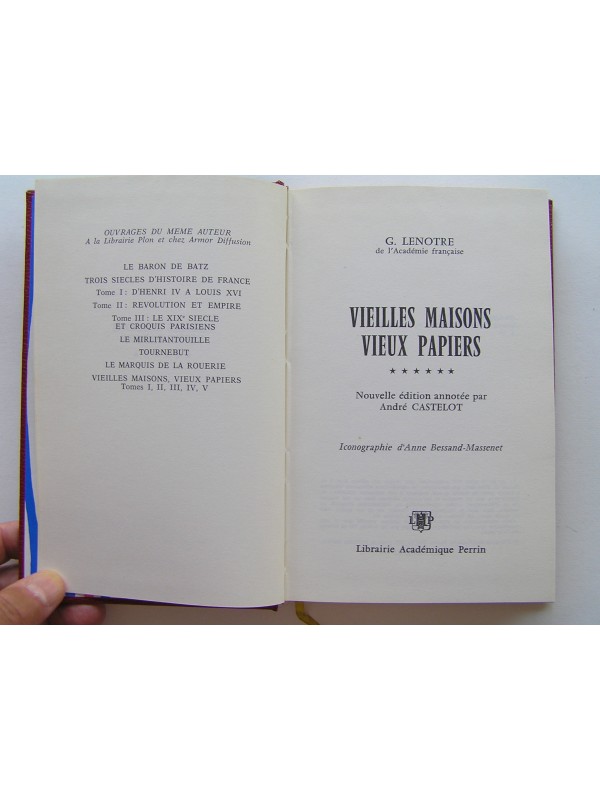 OUVRAGES DU MEME AUTEUR
A la Librairie Plon et chez Armor Diffusion
LE BARON DE BATZ
TROIS SIECLES D'HISTOIRE DE FRANCE
Tome I : D'HENRI IV A LOUIS XVI
Tome II : REVOLUTION ET EMPIRE
Tome III : LE XIXe SIECLE
ET CROQUIS PARISIENS
LE MIRLITANTOUILLE
TOURNEBUT
LE MARQUIS DE LA ROUERIE
VIEILLES MAISONS, VIEUX PAPIERS
Tomes I, II, III, IV, V
G. LENOTRE
de l'Académie française
VIEILLES MAISONS
VIEUX PAPIERS
★ ★ ★ ★ ★ ★
Nouvelle édition annotée par
André CASTELOT
Iconographie d'Anne Bessand-Massenet
L P
Librairie Académique Perrin